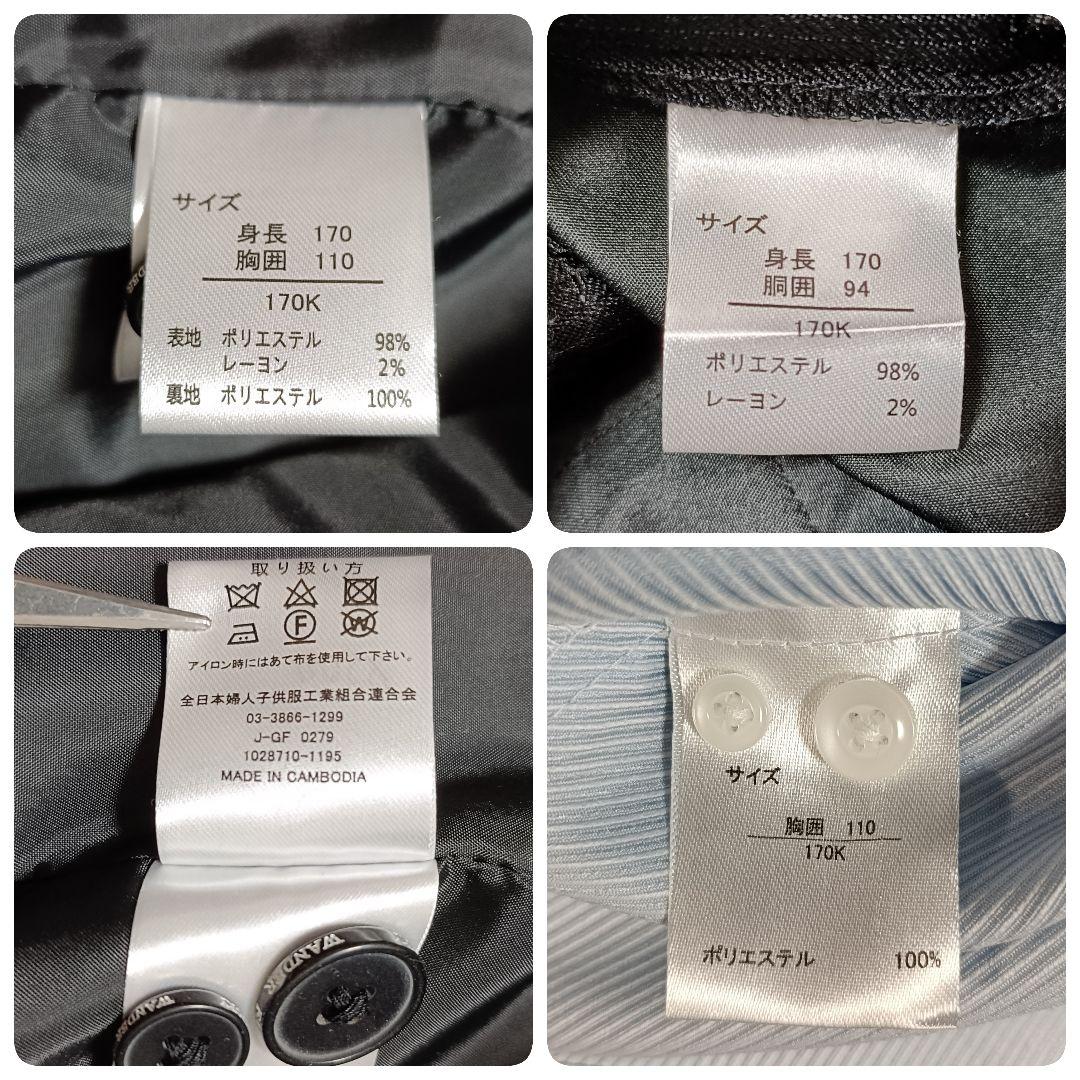 サイズ
身長 170
胸囲 110
170K
表地 ポリエステル 98%
レーヨン 2%
裏地 ポリエステル 100%
サイズ
身長 170
胴囲 94
170K
ポリエステル 98%
レーヨン 2%
取り扱い方
F
W
アイロン時にはあて布を使用して下さい。
全日本婦人子供服工業組合連合会
03-3866-1299
J-GF 0279
1028710-1195
MADE IN CAMBODIA
WANDER
サイズ
胸囲 110
170K
ポリエステル 100%